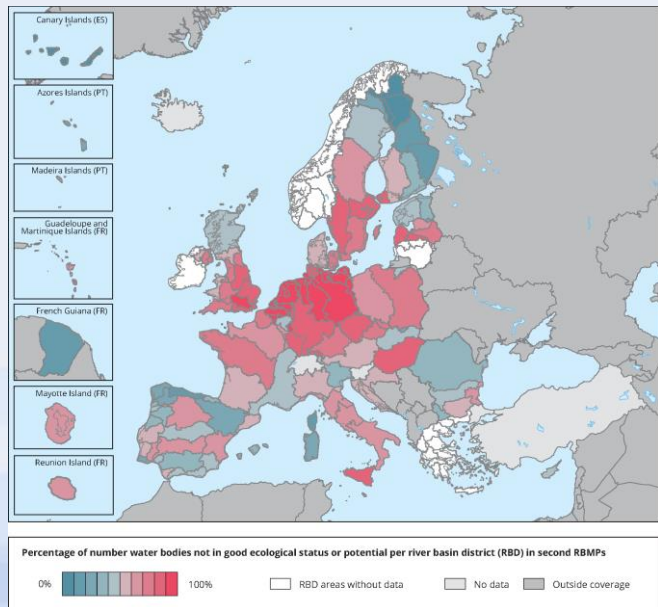 Canary Islands (ES)
Azores Islands (PT)
Madeira Islands (PT)
Guadeloupe and
Martinique Islands (FR)
French Guiana (FR)
Mayotte Island (FR)
Reunion Island (FR)
Percentage of number water bodies not in good ecological status or potential per river basin district (RBD) in second RBMPs
0% 100% RBD areas without data No data Outside coverage